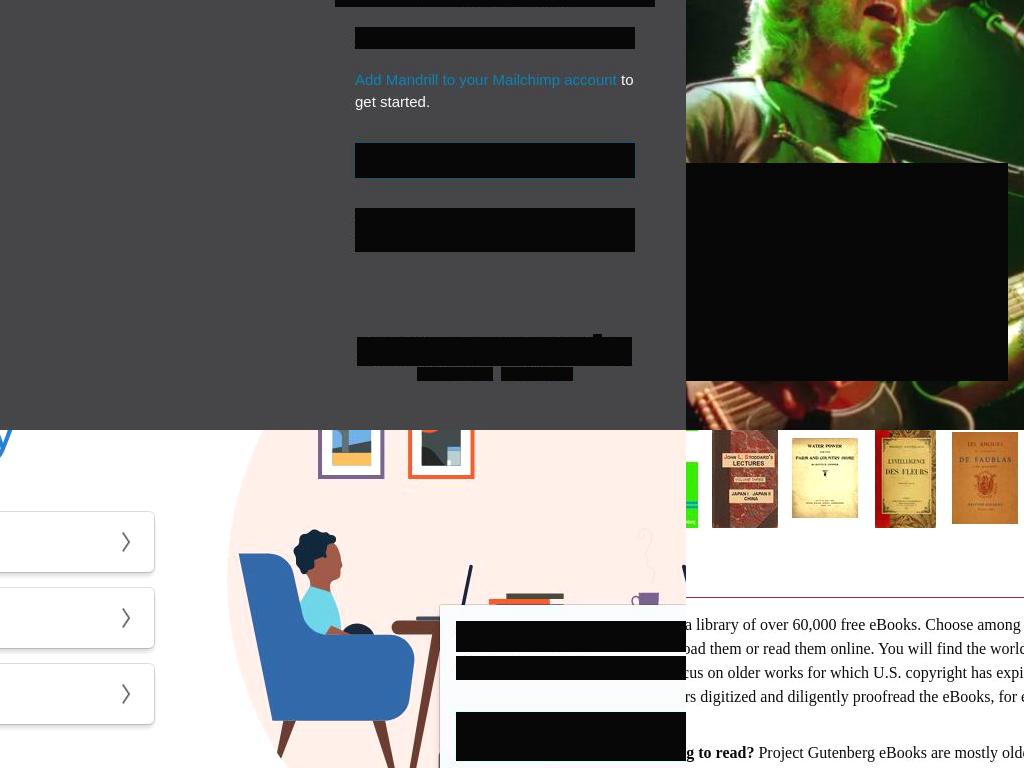 Add Mandrill to your Mailchimp account to
get started.
y
JOHN L. STODDARD'S
LECTURES
VOLUME THREE
JAPAN I JAPAN II
CHINA
WATER POWER
FARM AND COUNTRY HOME
L'INTELLIGENCE
DES FLEURS
LES AMOURS
DE FAUBLAS
a library of over 60,000 free eBooks. Choose among
oad them or read them online. You will find the world
cus on older works for which U.S. copyright has expi
rs digitized and diligently proofread the eBooks, for e
g to read? Project Gutenberg eBooks are mostly olde